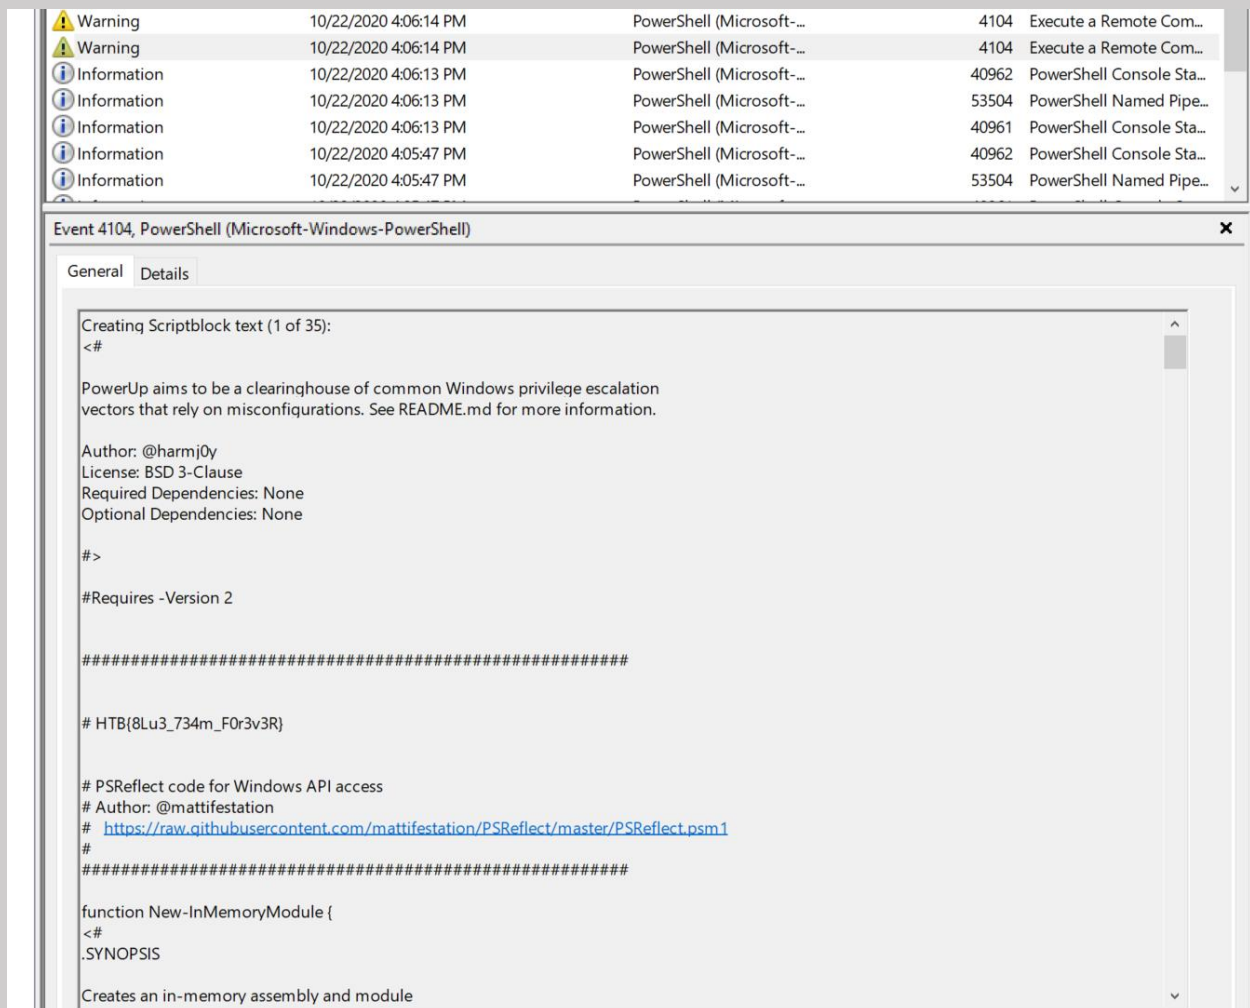 Warning 10/22/2020 4:06:14 PM PowerShell (Microsoft-... 4104 Execute a Remote Com...
Warning 10/22/2020 4:06:14 PM PowerShell (Microsoft-... 4104 Execute a Remote Com...
Information 10/22/2020 4:06:13 PM PowerShell (Microsoft-... 40962 PowerShell Console Sta...
Information 10/22/2020 4:06:13 PM PowerShell (Microsoft-... 53504 PowerShell Named Pipe...
Information 10/22/2020 4:06:13 PM PowerShell (Microsoft-... 40961 PowerShell Console Sta...
Information 10/22/2020 4:05:47 PM PowerShell (Microsoft-... 40962 PowerShell Console Sta...
Information 10/22/2020 4:05:47 PM PowerShell (Microsoft-... 53504 PowerShell Named Pipe...
Event 4104, PowerShell (Microsoft-Windows-PowerShell)
General Details
Creating Scriptblock text (1 of 35):
<#
PowerUp aims to be a clearinghouse of common Windows privilege escalation
vectors that rely on misconfigurations. See README.md for more information.
Author: @harmj0y
License: BSD 3-Clause
Required Dependencies: None
Optional Dependencies: None
#>
#Requires -Version 2
########################################################
# HTB{8Lu3_734m_F0r3v3R}
# PSReflect code for Windows API access
# Author: @mattifestation
# https://raw.githubusercontent.com/mattifestation/PSReflect/master/PSReflect.psm1
#
########################################################
function New-InMemoryModule {
<#
.SYNOPSIS
Creates an in-memory assembly and module